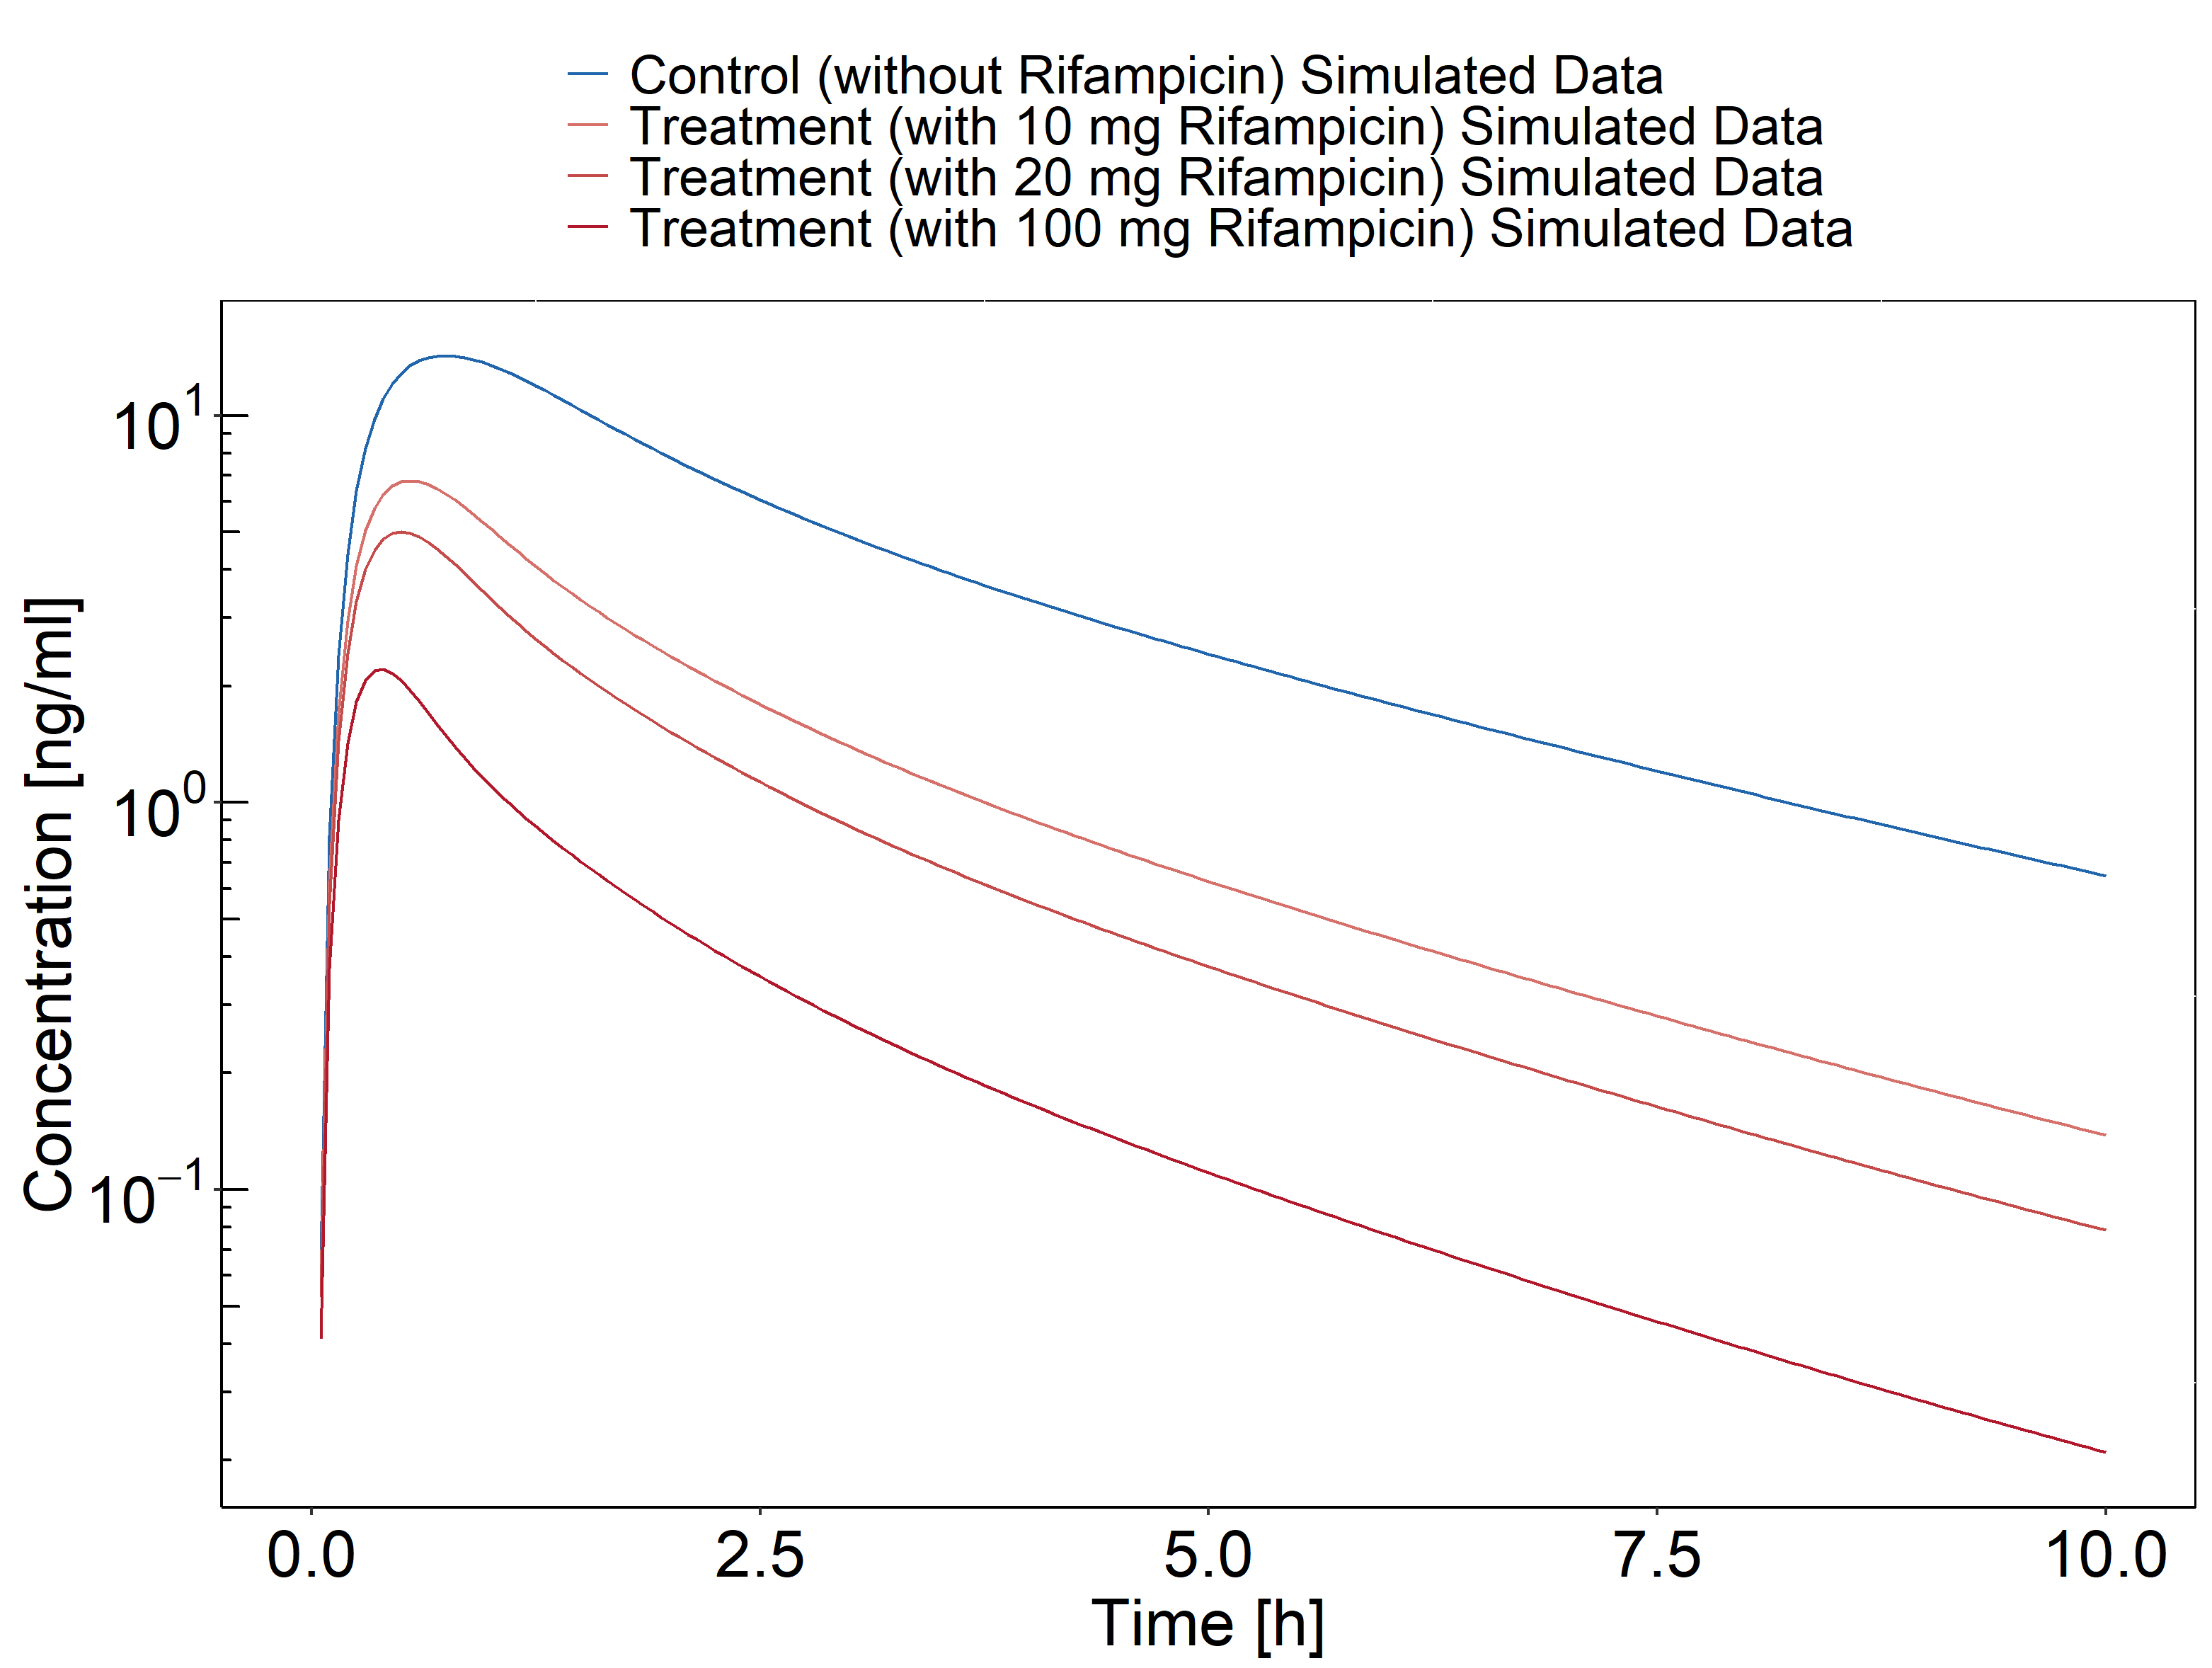 Control (without Rifampicin) Simulated Data
Treatment (with 10 mg Rifampicin) Simulated Data
Treatment (with 20 mg Rifampicin) Simulated Data
Treatment (with 100 mg Rifampicin) Simulated Data
Concentration [ng/ml]
10¹
10⁰
10⁻¹
0.0 2.5 5.0 7.5 10.0
Time [h]